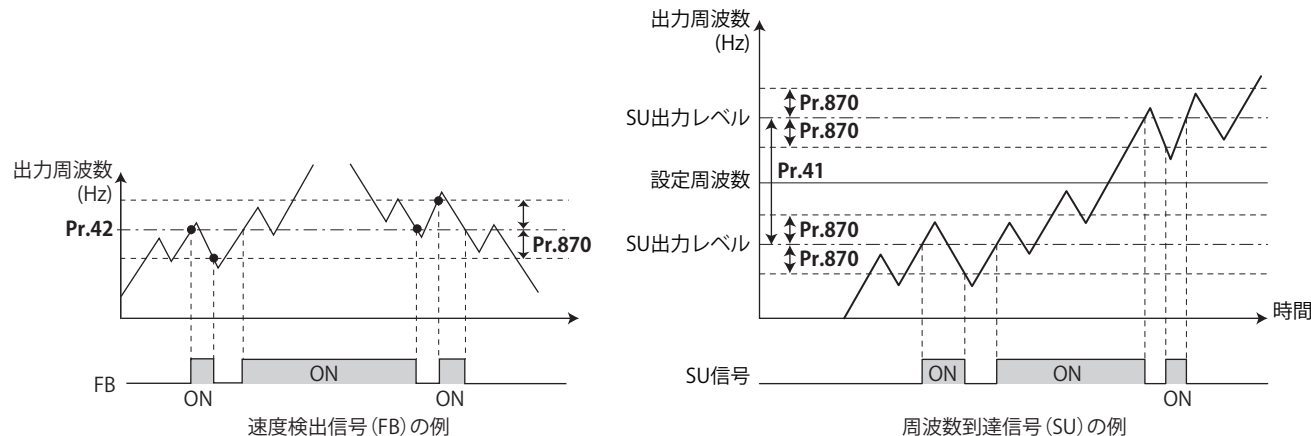 出力周波数
(Hz)
Pr.42
Pr.870
FB
ON
ON
ON
速度検出信号(FB)の例
出力周波数
(Hz)
Pr.870
SU出力レベル
Pr.870
Pr.41
設定周波数
Pr.870
SU出力レベル
Pr.870
時間
SU信号
ON
ON
ON
周波数到達信号(SU)の例